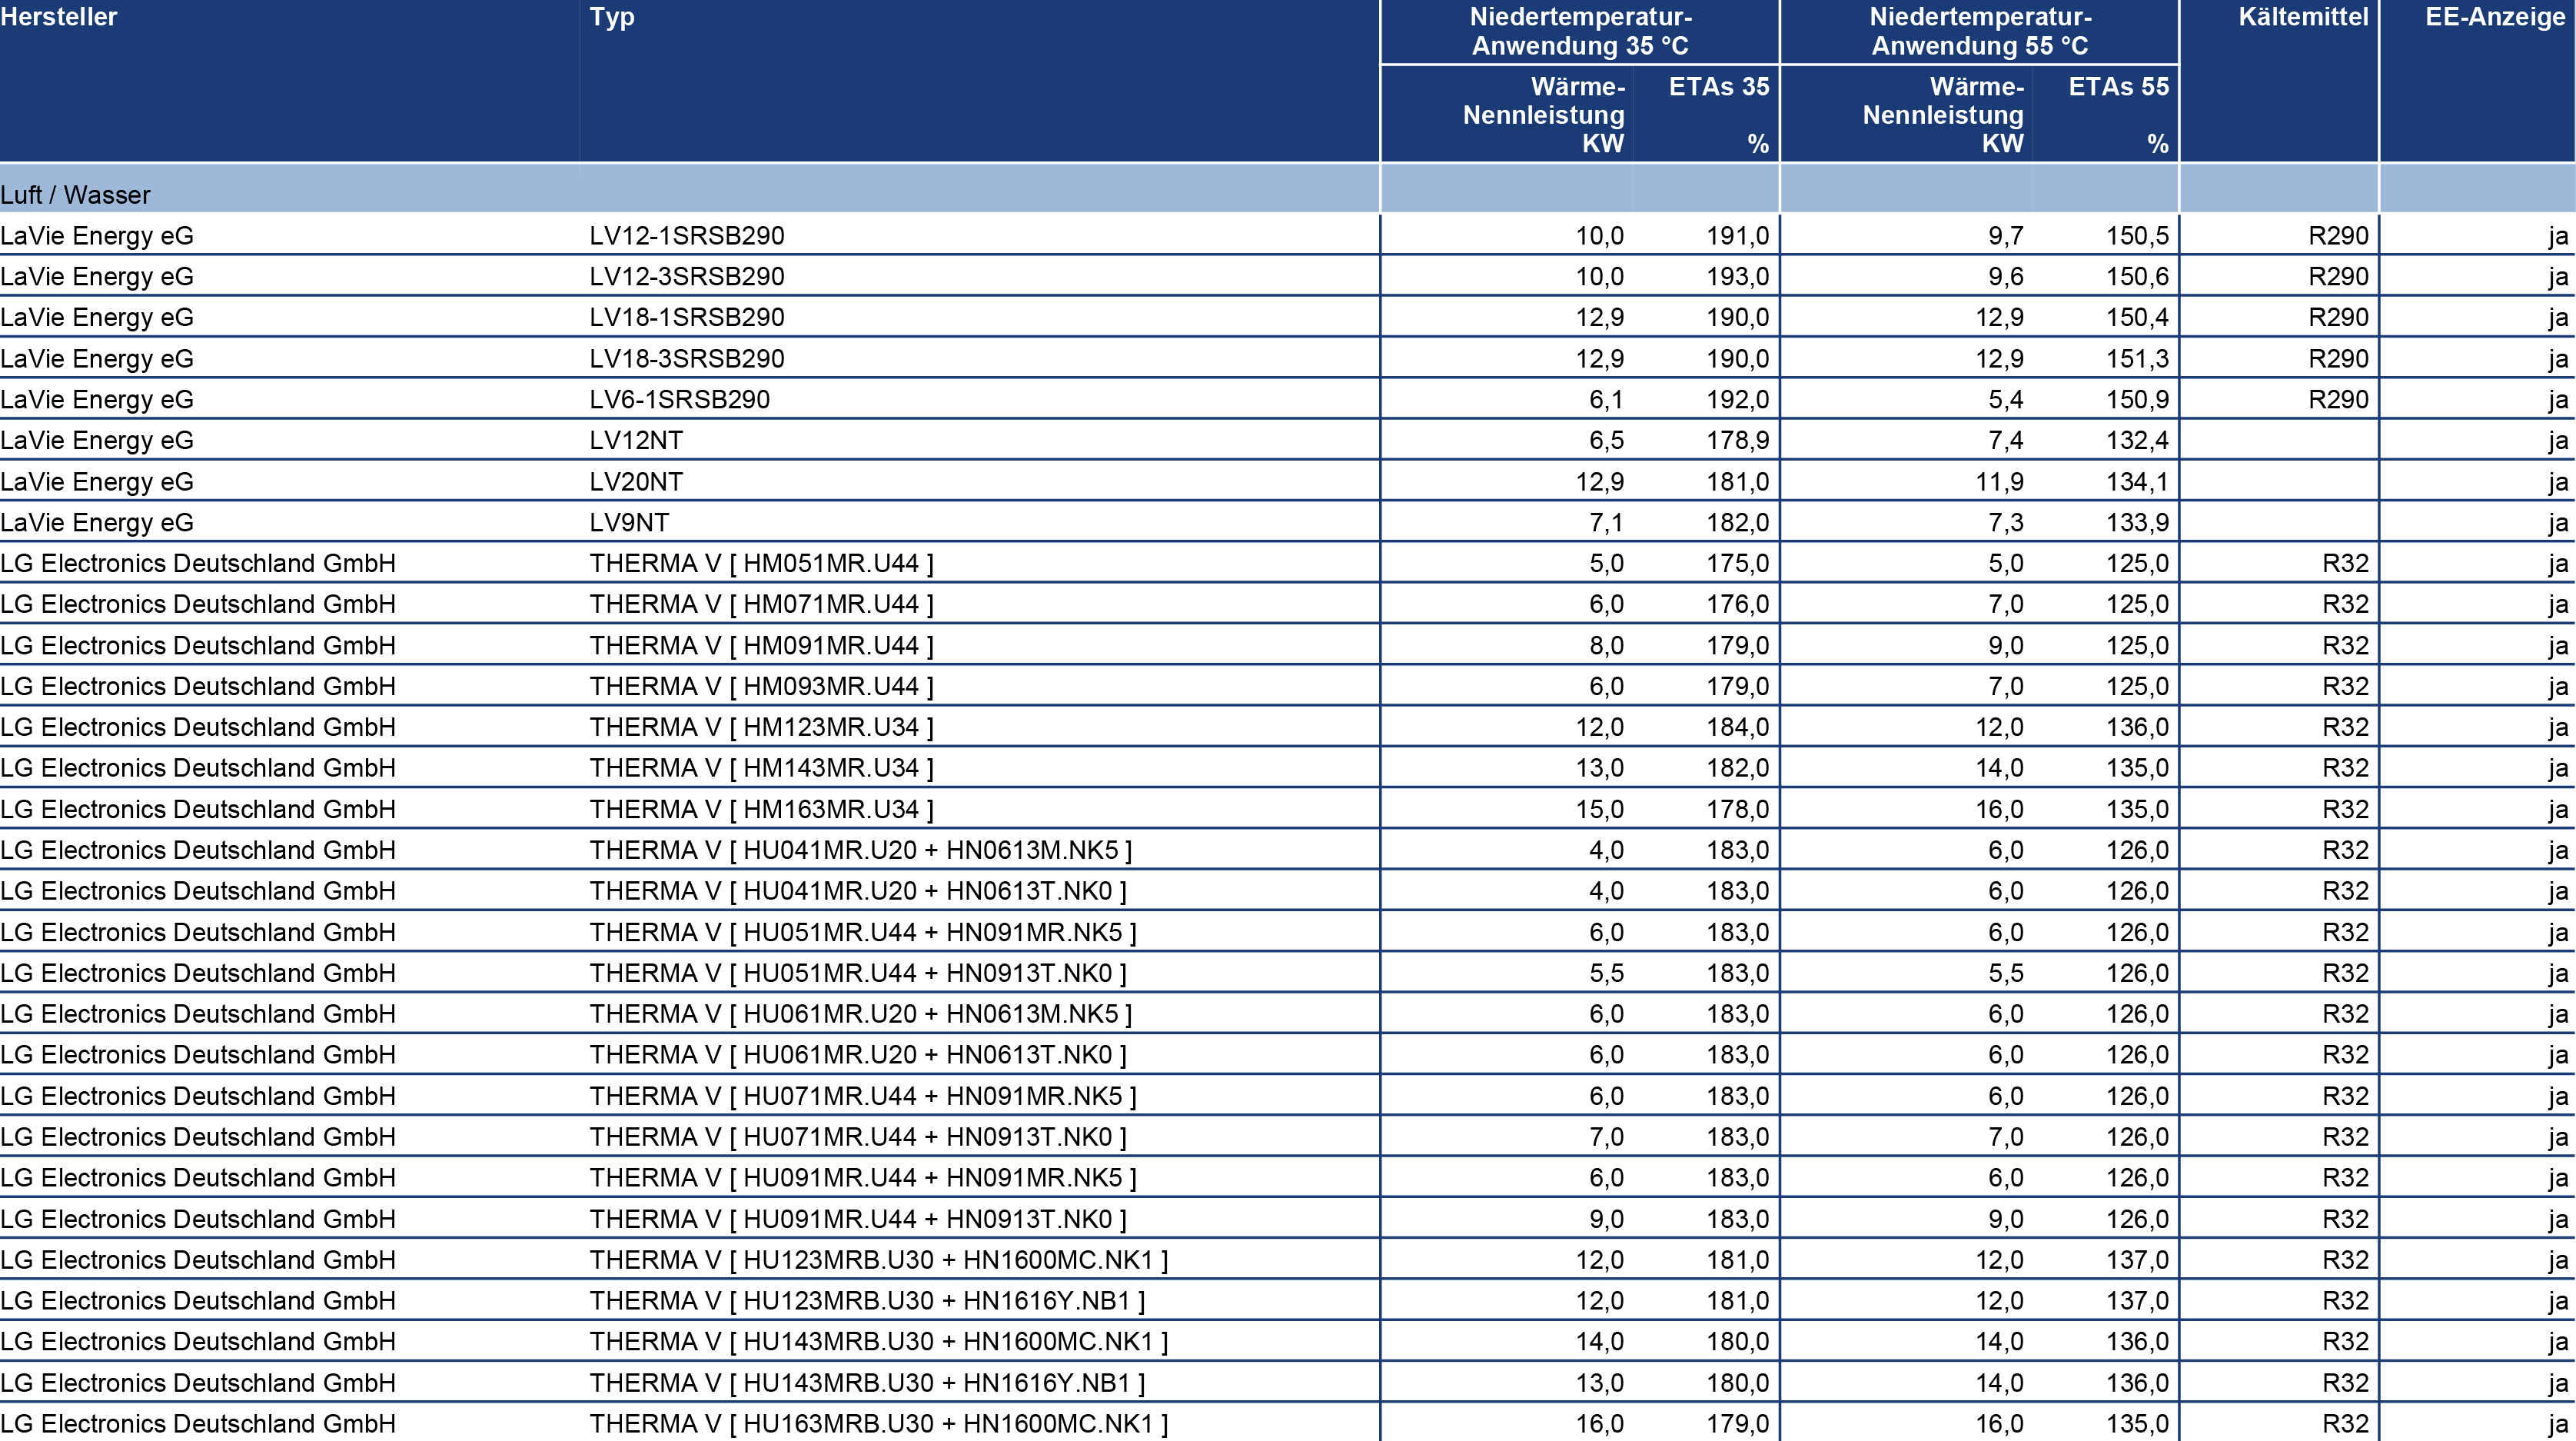 Hersteller Typ Niedertemperatur- Niedertemperatur- Kältemittel EE-Anzeige
Anwendung 35 °C Anwendung 55 °C
Wärme- ETAs 35 Wärme- ETAs 55
Nennleistung Nennleistung
KW % KW %
Luft / Wasser
LaVie Energy eG LV12-1SRSB290 10,0 191,0 9,7 150,5 R290 ja
LaVie Energy eG LV12-3SRSB290 10,0 193,0 9,6 150,6 R290 ja
LaVie Energy eG LV18-1SRSB290 12,9 190,0 12,9 150,4 R290 ja
LaVie Energy eG LV18-3SRSB290 12,9 190,0 12,9 151,3 R290 ja
LaVie Energy eG LV6-1SRSB290 6,1 192,0 5,4 150,9 R290 ja
LaVie Energy eG LV12NT 6,5 178,9 7,4 132,4 ja
LaVie Energy eG LV20NT 12,9 181,0 11,9 134,1 ja
LaVie Energy eG LV9NT 7,1 182,0 7,3 133,9 ja
LG Electronics Deutschland GmbH THERMA V [ HM051MR.U44 ] 5,0 175,0 5,0 125,0 R32 ja
LG Electronics Deutschland GmbH THERMA V [ HM071MR.U44 ] 6,0 176,0 7,0 125,0 R32 ja
LG Electronics Deutschland GmbH THERMA V [ HM091MR.U44 ] 8,0 179,0 9,0 125,0 R32 ja
LG Electronics Deutschland GmbH THERMA V [ HM093MR.U44 ] 6,0 179,0 7,0 125,0 R32 ja
LG Electronics Deutschland GmbH THERMA V [ HM123MR.U34 ] 12,0 184,0 12,0 136,0 R32 ja
LG Electronics Deutschland GmbH THERMA V [ HM143MR.U34 ] 13,0 182,0 14,0 135,0 R32 ja
LG Electronics Deutschland GmbH THERMA V [ HM163MR.U34 ] 15,0 178,0 16,0 135,0 R32 ja
LG Electronics Deutschland GmbH THERMA V [ HU041MR.U20 + HN0613M.NK5 ] 4,0 183,0 6,0 126,0 R32 ja
LG Electronics Deutschland GmbH THERMA V [ HU041MR.U20 + HN0613T.NK0 ] 4,0 183,0 6,0 126,0 R32 ja
LG Electronics Deutschland GmbH THERMA V [ HU051MR.U44 + HN091MR.NK5 ] 6,0 183,0 6,0 126,0 R32 ja
LG Electronics Deutschland GmbH THERMA V [ HU051MR.U44 + HN0913T.NK0 ] 5,5 183,0 5,5 126,0 R32 ja
LG Electronics Deutschland GmbH THERMA V [ HU061MR.U20 + HN0613M.NK5 ] 6,0 183,0 6,0 126,0 R32 ja
LG Electronics Deutschland GmbH THERMA V [ HU061MR.U20 + HN0613T.NK0 ] 6,0 183,0 6,0 126,0 R32 ja
LG Electronics Deutschland GmbH THERMA V [ HU071MR.U44 + HN091MR.NK5 ] 6,0 183,0 6,0 126,0 R32 ja
LG Electronics Deutschland GmbH THERMA V [ HU071MR.U44 + HN0913T.NK0 ] 7,0 183,0 7,0 126,0 R32 ja
LG Electronics Deutschland GmbH THERMA V [ HU091MR.U44 + HN091MR.NK5 ] 6,0 183,0 6,0 126,0 R32 ja
LG Electronics Deutschland GmbH THERMA V [ HU091MR.U44 + HN0913T.NK0 ] 9,0 183,0 9,0 126,0 R32 ja
LG Electronics Deutschland GmbH THERMA V [ HU123MRB.U30 + HN1600MC.NK1 ] 12,0 181,0 12,0 137,0 R32 ja
LG Electronics Deutschland GmbH THERMA V [ HU123MRB.U30 + HN1616Y.NB1 ] 12,0 181,0 12,0 137,0 R32 ja
LG Electronics Deutschland GmbH THERMA V [ HU143MRB.U30 + HN1600MC.NK1 ] 14,0 180,0 14,0 136,0 R32 ja
LG Electronics Deutschland GmbH THERMA V [ HU143MRB.U30 + HN1616Y.NB1 ] 13,0 180,0 14,0 136,0 R32 ja
LG Electronics Deutschland GmbH THERMA V [ HU163MRB.U30 + HN1600MC.NK1 ] 16,0 179,0 16,0 135,0 R32 ja